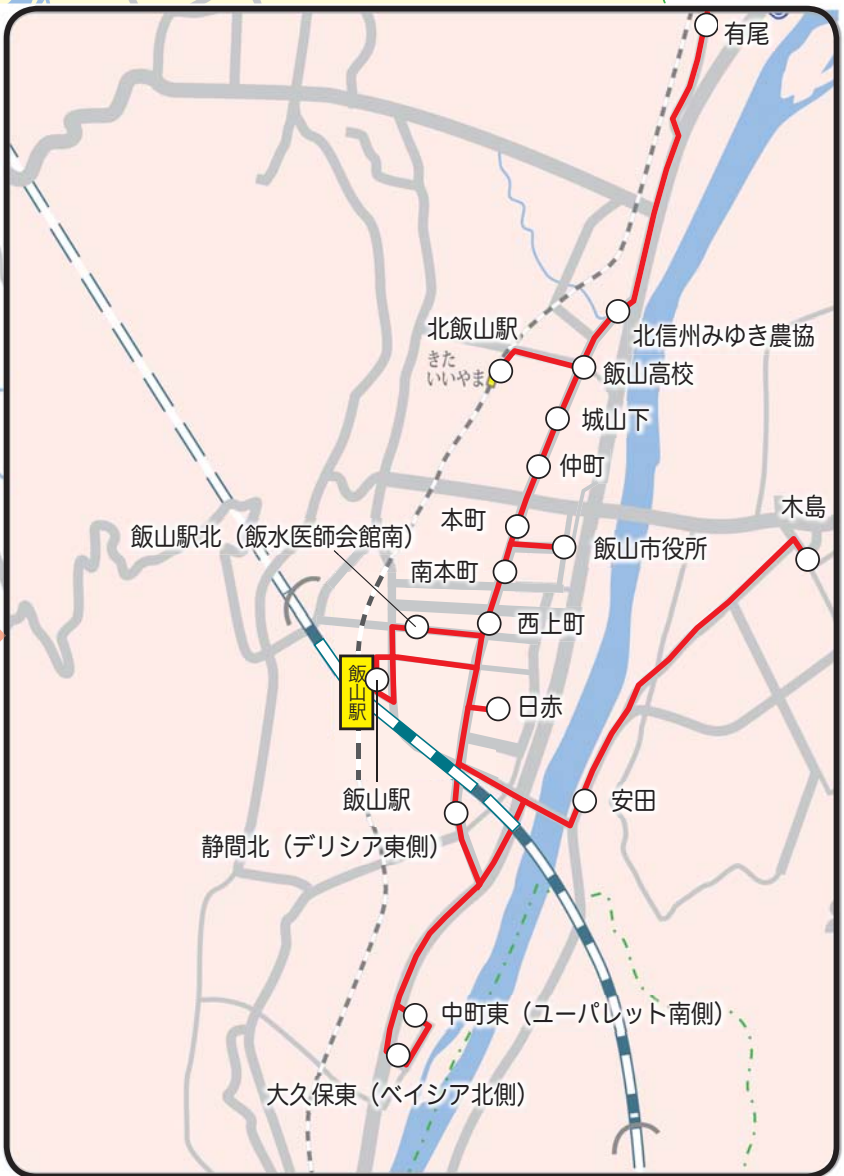 有尾
北信州みゆき農協
北飯山駅
きた
いいやま
飯山高校
城山下
仲町
木島
本町
飯山駅北（飯水医師会館南）
飯山市役所
南本町
西上町
飯山駅
日赤
飯山駅
安田
静間北（デリシア東側）
中町東（ユーパレット南側）
大久保東（ベイシア北側）